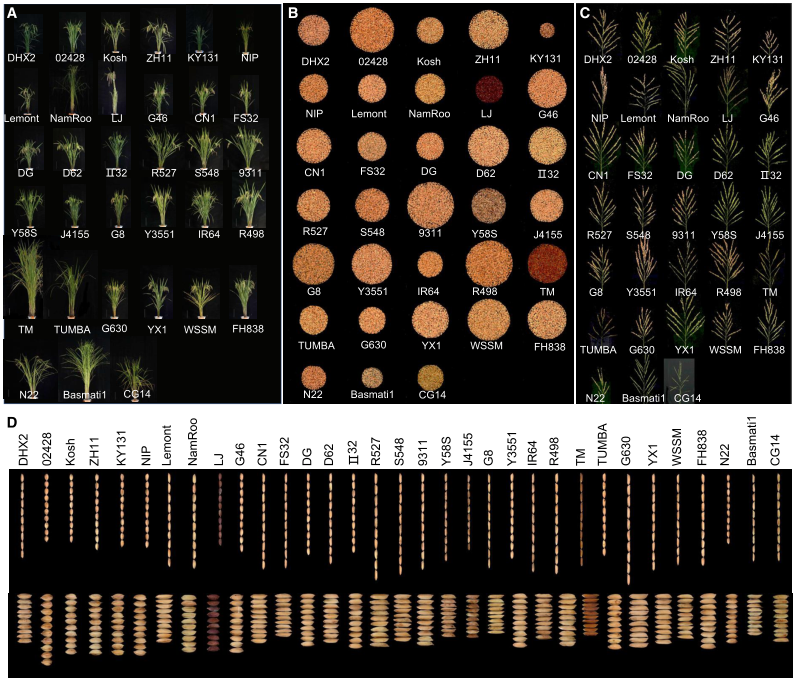 A
DHX2 02428 Kosh ZH11 KY131 NIP
Lemont NamRoo LJ G46 CN1 FS32
DG D62 II32 R527 S548 9311
Y58S J4155 G8 Y3551 IR64 R498
TM TUMBA G630 YX1 WSSM FH838
N22 Basmati1 CG14
B
DHX2 02428 Kosh ZH11 KY131
NIP Lemont NamRoo LJ G46
CN1 FS32 DG D62 II32
R527 S548 9311 Y58S J4155
G8 Y3551 IR64 R498 TM
TUMBA G630 YX1 WSSM FH838
N22 Basmati1 CG14
C
DHX2 02428 Kosh ZH11 KY131
NIP Lemont NamRoo LJ G46
CN1 FS32 DG D62 II32
R527 S548 9311 Y58S J4155
G8 Y3551 IR64 R498 TM
TUMBA G630 YX1 WSSM FH838
N22 Basmati1 CG14
D
DHX2 02428 Kosh ZH11 KY131 NIP Lemont NamRoo LJ G46 CN1 FS32 DG D62 II32 R527 S548 9311 Y58S J4155 G8 Y3551 IR64 R498 TM TUMBA G630 YX1 WSSM FH838 N22 Basmati1 CG14